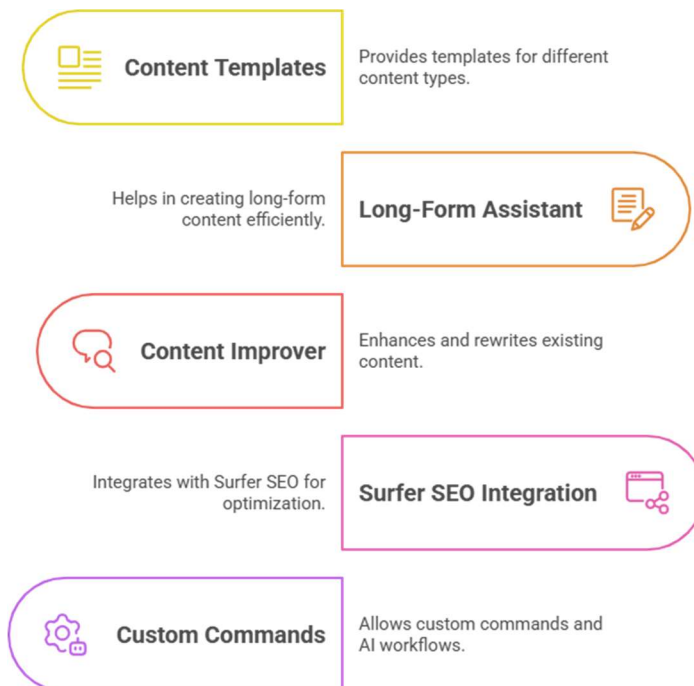 Content Templates
Provides templates for different
content types.
Helps in creating long-form
content efficiently.
Long-Form Assistant
Content Improver
Enhances and rewrites existing
content.
Integrates with Surfer SEO for
optimization.
Surfer SEO Integration
Custom Commands
Allows custom commands and
AI workflows.